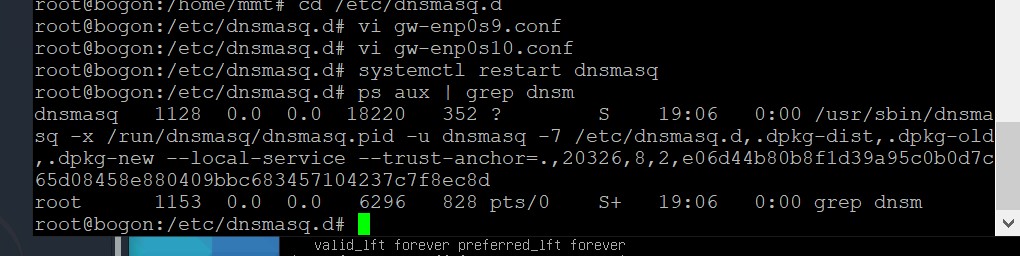 root@bogon:/home/mmt# cd /etc/dnsmasq.d
root@bogon:/etc/dnsmasq.d# vi gw-enp0s9.conf
root@bogon:/etc/dnsmasq.d# vi gw-enp0s10.conf
root@bogon:/etc/dnsmasq.d# systemctl restart dnsmasq
root@bogon:/etc/dnsmasq.d# ps aux | grep dnsm
dnsmasq   1128  0.0  0.0  18220   352 ?        S    19:06   0:00 /usr/sbin/dnsma
sq -x /run/dnsmasq/dnsmasq.pid -u dnsmasq -7 /etc/dnsmasq.d,.dpkg-dist,.dpkg-old
,.dpkg-new --local-service --trust-anchor=.,20326,8,2,e06d44b80b8f1d39a95c0b0d7c
65d08458e880409bbc683457104237c7f8ec8d
root      1153  0.0  0.0   6296   828 pts/0    S+   19:06   0:00 grep dnsm
root@bogon:/etc/dnsmasq.d#
valid_lft forever preferred_lft forever